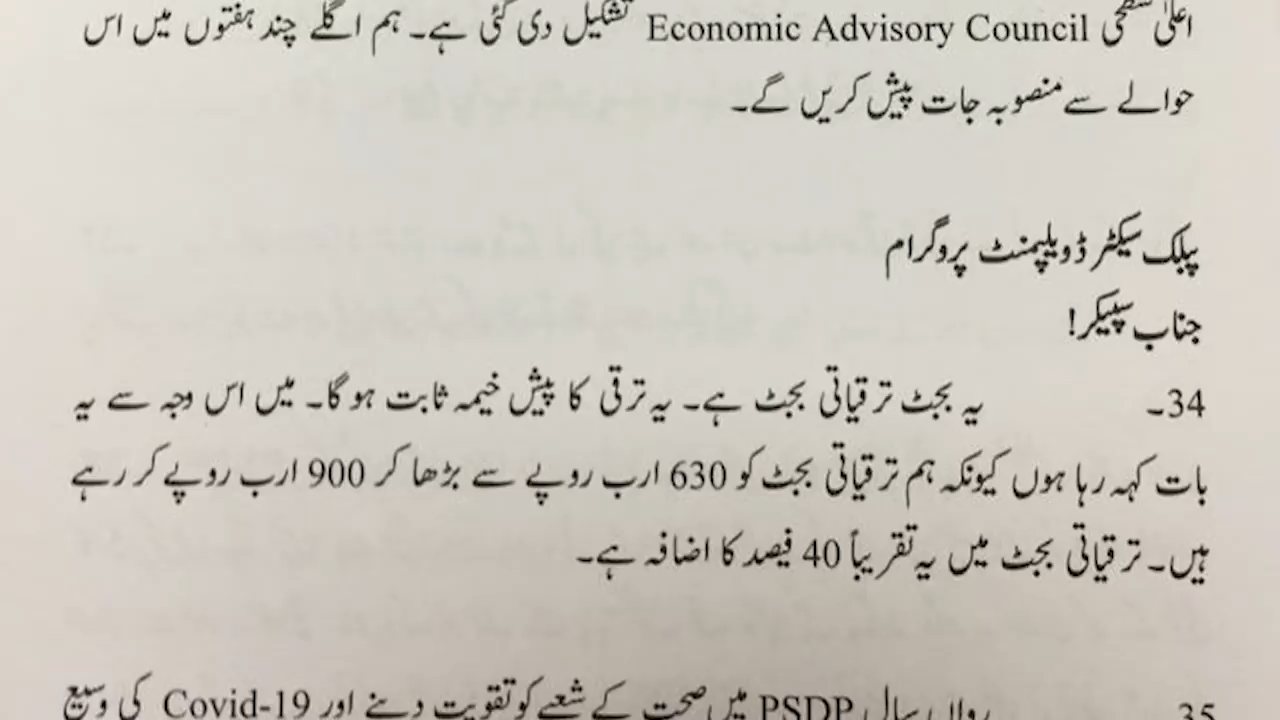 اعلیٰ سطحی Economic Advisory Council تشکیل دی گئی ہے۔ ہم اگلے چند ہفتوں میں اس
حوالے سے منصوبہ جات پیش کریں گے۔
پبلک سیکٹر ڈویلپمنٹ پروگرام
جناب سپیکر!
34۔ یہ بجٹ ترقیاتی بجٹ ہے۔ یہ ترقی کا پیش خیمہ ثابت ہو گا۔ میں اس وجہ سے یہ
بات کہہ رہا ہوں کیونکہ ہم ترقیاتی بجٹ کو 630 ارب روپے سے بڑھا کر 900 ارب روپے کر رہے
ہیں۔ ترقیاتی بجٹ میں یہ تقریباً 40 فیصد کا اضافہ ہے۔
35 رواں سال PSDP میں صحت کے شعبے کو تقویت دینے اور Covid-19 کی وسیع